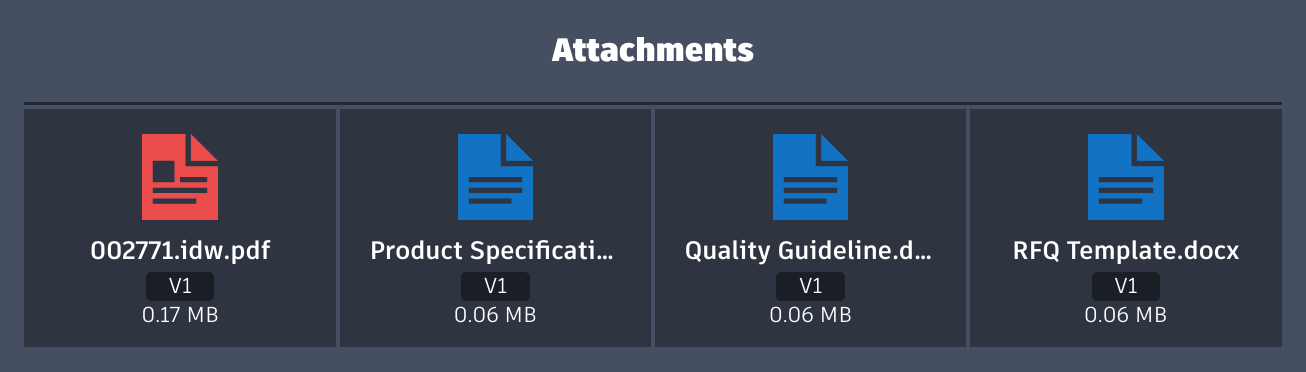 Attachments
002771.idw.pdf
V1
0.17 MB
Product Specificati...
V1
0.06 MB
Quality Guideline.d...
V1
0.06 MB
RFQ Template.docx
V1
0.06 MB